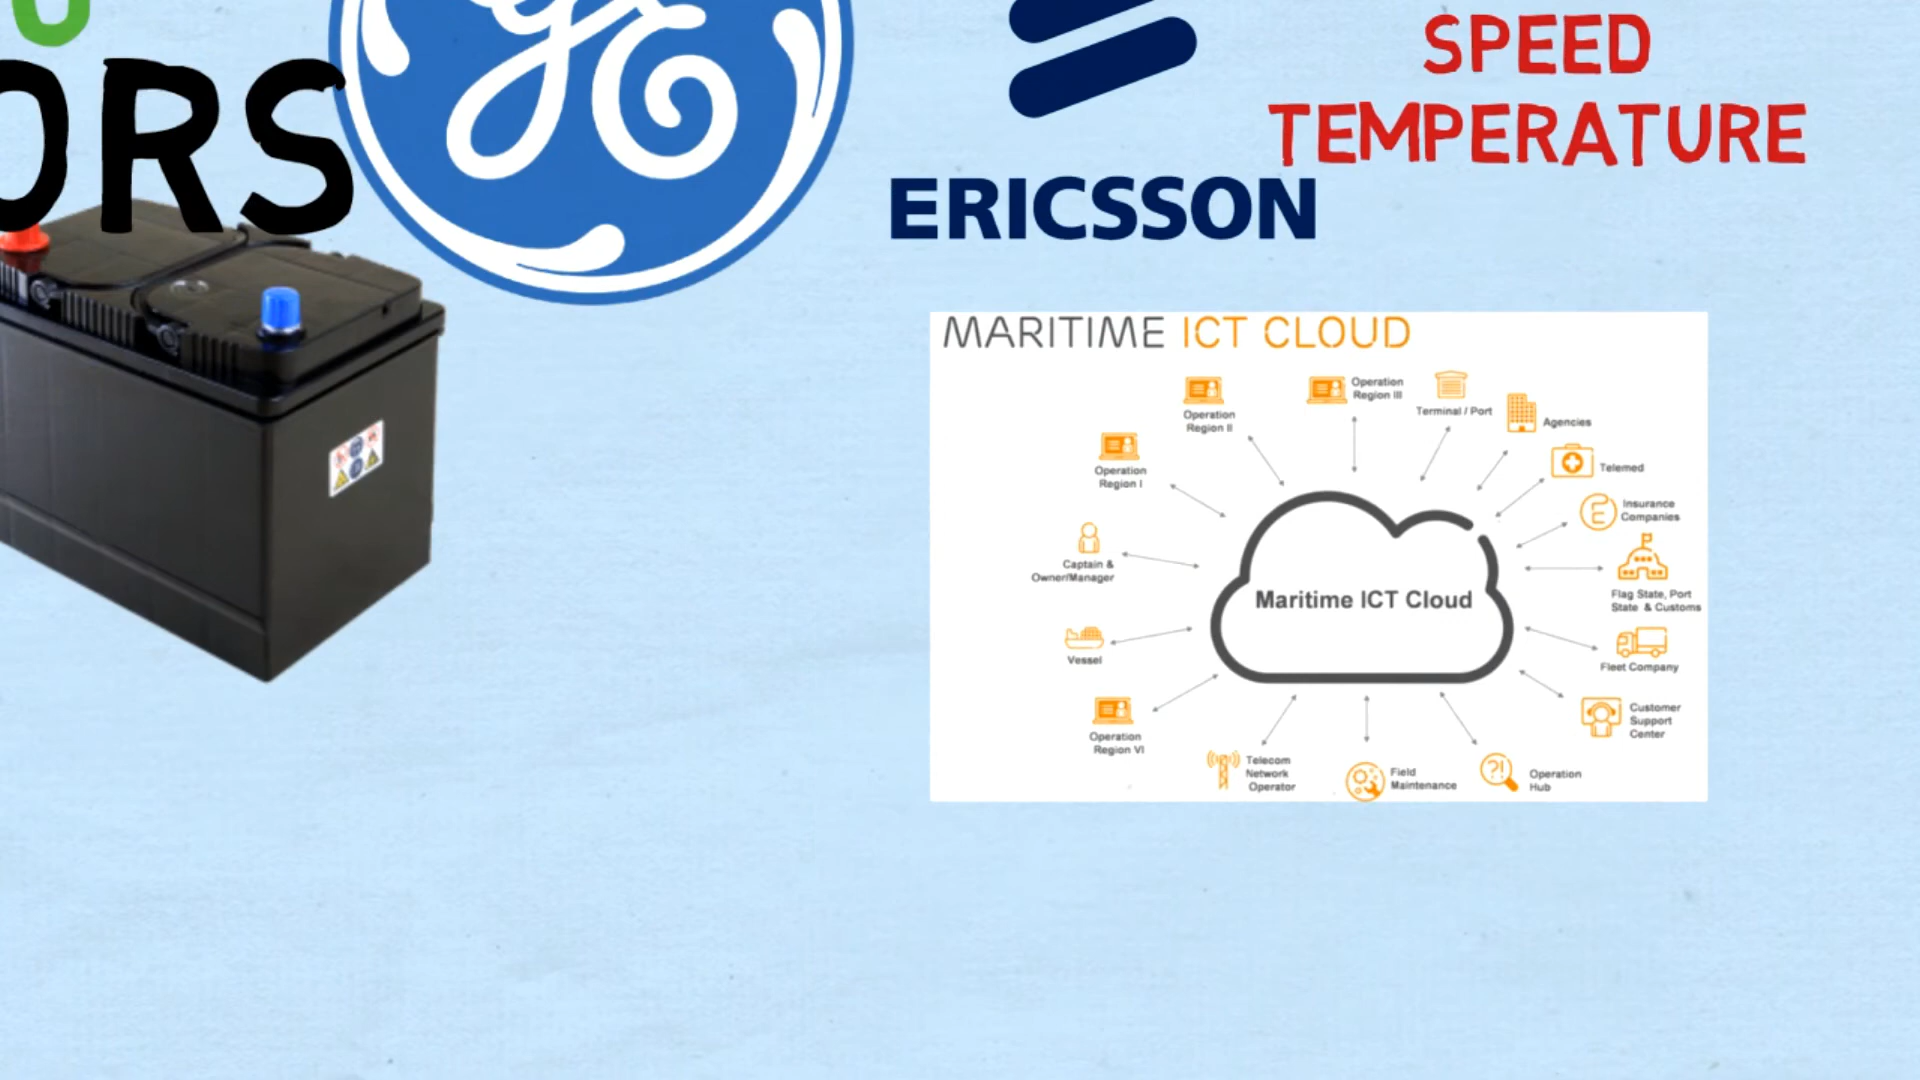 SPEED
TEMPERATURE
ORS
GE
ERICSSON
MARITIME ICT CLOUD
Operation
Region II
Operation
Region III
Terminal / Port
Agencies
Operation
Region I
Telemed
Insurance
Companies
Captain &
Owner/Manager
Flag State, Port
State & Customs
Maritime ICT Cloud
Vessel
Fleet Company
Operation
Region VI
Customer
Support
Center
Telecom
Network
Operator
Field
Maintenance
Operation
Hub